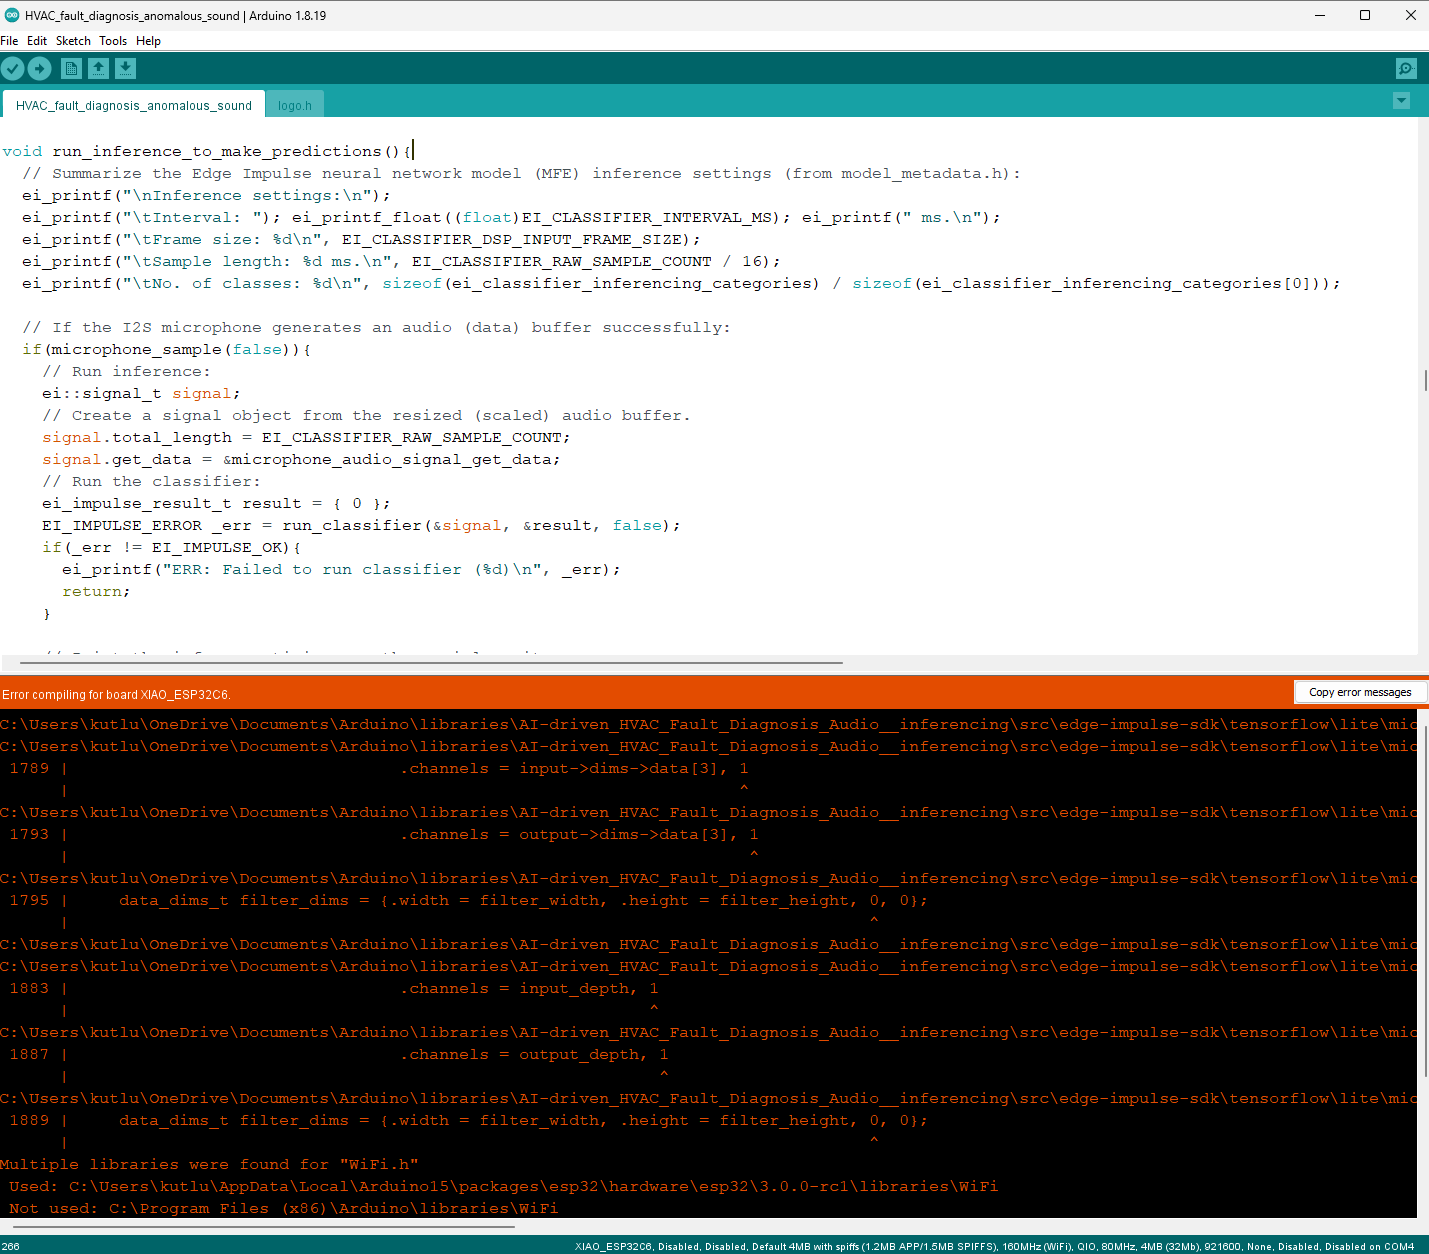 HVAC_fault_diagnosis_anomalous_sound | Arduino 1.8.19
File Edit Sketch Tools Help
HVAC_fault_diagnosis_anomalous_sound logo.h
void run_inference_to_make_predictions(){
// Summarize the Edge Impulse neural network model (MFE) inference settings (from model_metadata.h):
ei_printf("\nInference settings:\n");
ei_printf("\tInterval: "); ei_printf_float((float)EI_CLASSIFIER_INTERVAL_MS); ei_printf(" ms.\n");
ei_printf("\tFrame size: %d\n", EI_CLASSIFIER_DSP_INPUT_FRAME_SIZE);
ei_printf("\tSample length: %d ms.\n", EI_CLASSIFIER_RAW_SAMPLE_COUNT / 16);
ei_printf("\tNo. of classes: %d\n", sizeof(ei_classifier_inferencing_categories) / sizeof(ei_classifier_inferencing_categories[0]));
// If the I2S microphone generates an audio (data) buffer successfully:
if(microphone_sample(false)){
// Run inference:
ei::signal_t signal;
// Create a signal object from the resized (scaled) audio buffer.
signal.total_length = EI_CLASSIFIER_RAW_SAMPLE_COUNT;
signal.get_data = &microphone_audio_signal_get_data;
// Run the classifier:
ei_impulse_result_t result = { 0 };
EI_IMPULSE_ERROR _err = run_classifier(&signal, &result, false);
if(_err != EI_IMPULSE_OK){
ei_printf("ERR: Failed to run classifier (%d)\n", _err);
return;
}
Error compiling for board XIAO_ESP32C6.
Copy error messages
C:\Users\kutlu\OneDrive\Documents\Arduino\libraries\AI-driven_HVAC_Fault_Diagnosis_Audio__inferencing\src\edge-impulse-sdk\tensorflow\lite\mic
C:\Users\kutlu\OneDrive\Documents\Arduino\libraries\AI-driven_HVAC_Fault_Diagnosis_Audio__inferencing\src\edge-impulse-sdk\tensorflow\lite\mic
1789 | .channels = input->dims->data[3], 1
| ^
C:\Users\kutlu\OneDrive\Documents\Arduino\libraries\AI-driven_HVAC_Fault_Diagnosis_Audio__inferencing\src\edge-impulse-sdk\tensorflow\lite\mic
1793 | .channels = output->dims->data[3], 1
| ^
C:\Users\kutlu\OneDrive\Documents\Arduino\libraries\AI-driven_HVAC_Fault_Diagnosis_Audio__inferencing\src\edge-impulse-sdk\tensorflow\lite\mic
1795 | data_dims_t filter_dims = {.width = filter_width, .height = filter_height, 0, 0};
| ^
C:\Users\kutlu\OneDrive\Documents\Arduino\libraries\AI-driven_HVAC_Fault_Diagnosis_Audio__inferencing\src\edge-impulse-sdk\tensorflow\lite\mic
C:\Users\kutlu\OneDrive\Documents\Arduino\libraries\AI-driven_HVAC_Fault_Diagnosis_Audio__inferencing\src\edge-impulse-sdk\tensorflow\lite\mic
1883 | .channels = input_depth, 1
| ^
C:\Users\kutlu\OneDrive\Documents\Arduino\libraries\AI-driven_HVAC_Fault_Diagnosis_Audio__inferencing\src\edge-impulse-sdk\tensorflow\lite\mic
1887 | .channels = output_depth, 1
| ^
C:\Users\kutlu\OneDrive\Documents\Arduino\libraries\AI-driven_HVAC_Fault_Diagnosis_Audio__inferencing\src\edge-impulse-sdk\tensorflow\lite\mic
1889 | data_dims_t filter_dims = {.width = filter_width, .height = filter_height, 0, 0};
| ^
Multiple libraries were found for "WiFi.h"
Used: C:\Users\kutlu\AppData\Local\Arduino15\packages\esp32\hardware\esp32\3.0.0-rc1\libraries\WiFi
Not used: C:\Program Files (x86)\Arduino\libraries\WiFi
266 XIAO_ESP32C6, Disabled, Disabled, Default 4MB with spiffs (1.2MB APP/1.5MB SPIFFS), 160MHz (WiFi), QIO, 80MHz, 4MB (32Mb), 921600, None, Disabled, Disabled on COM4